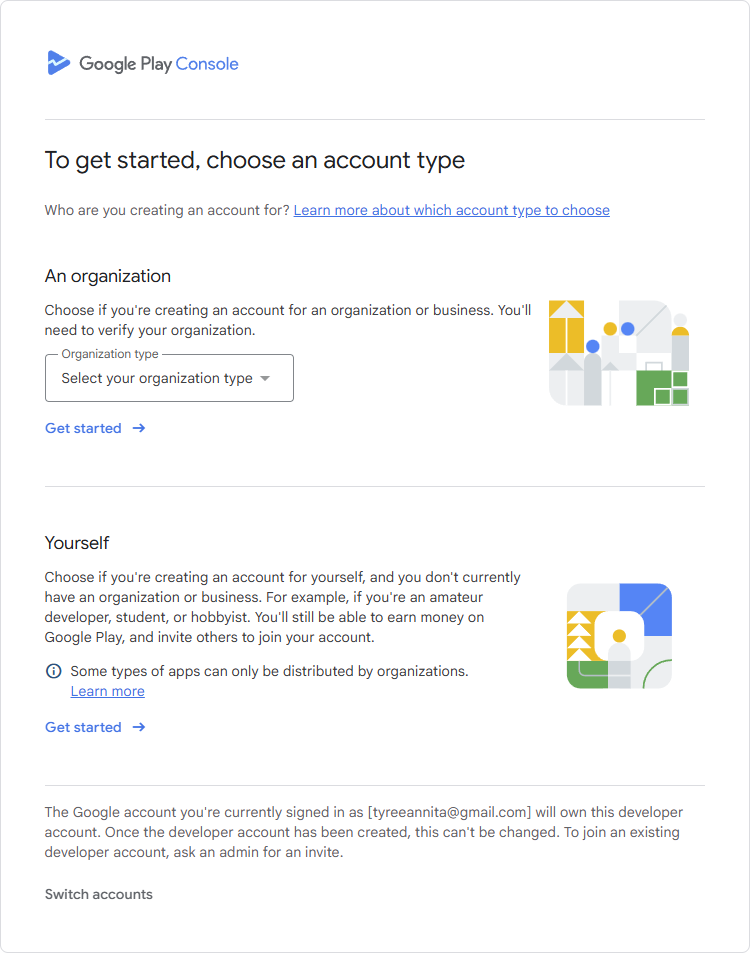 Google Play Console
To get started, choose an account type
Who are you creating an account for? Learn more about which account type to choose
An organization
Choose if you're creating an account for an organization or business. You'll
need to verify your organization.
Organization type
Select your organization type
Get started
Yourself
Choose if you're creating an account for yourself, and you don't currently
have an organization or business. For example, if you're an amateur
developer, student, or hobbyist. You'll still be able to earn money on
Google Play, and invite others to join your account.
Some types of apps can only be distributed by organizations.
Learn more
Get started
The Google account you're currently signed in as [tyreeannita@gmail.com] will own this developer
account. Once the developer account has been created, this can't be changed. To join an existing
developer account, ask an admin for an invite.
Switch accounts